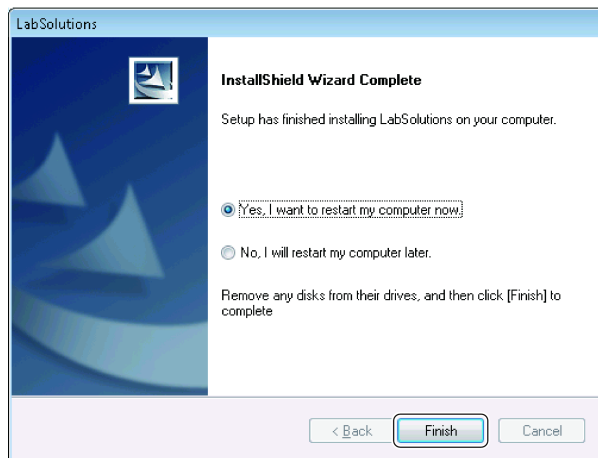 LabSolutions
InstallShield Wizard Complete
Setup has finished installing LabSolutions on your computer.
Yes, I want to restart my computer now.
No, I will restart my computer later.
Remove any disks from their drives, and then click [Finish] to
complete
< Back
Finish
Cancel